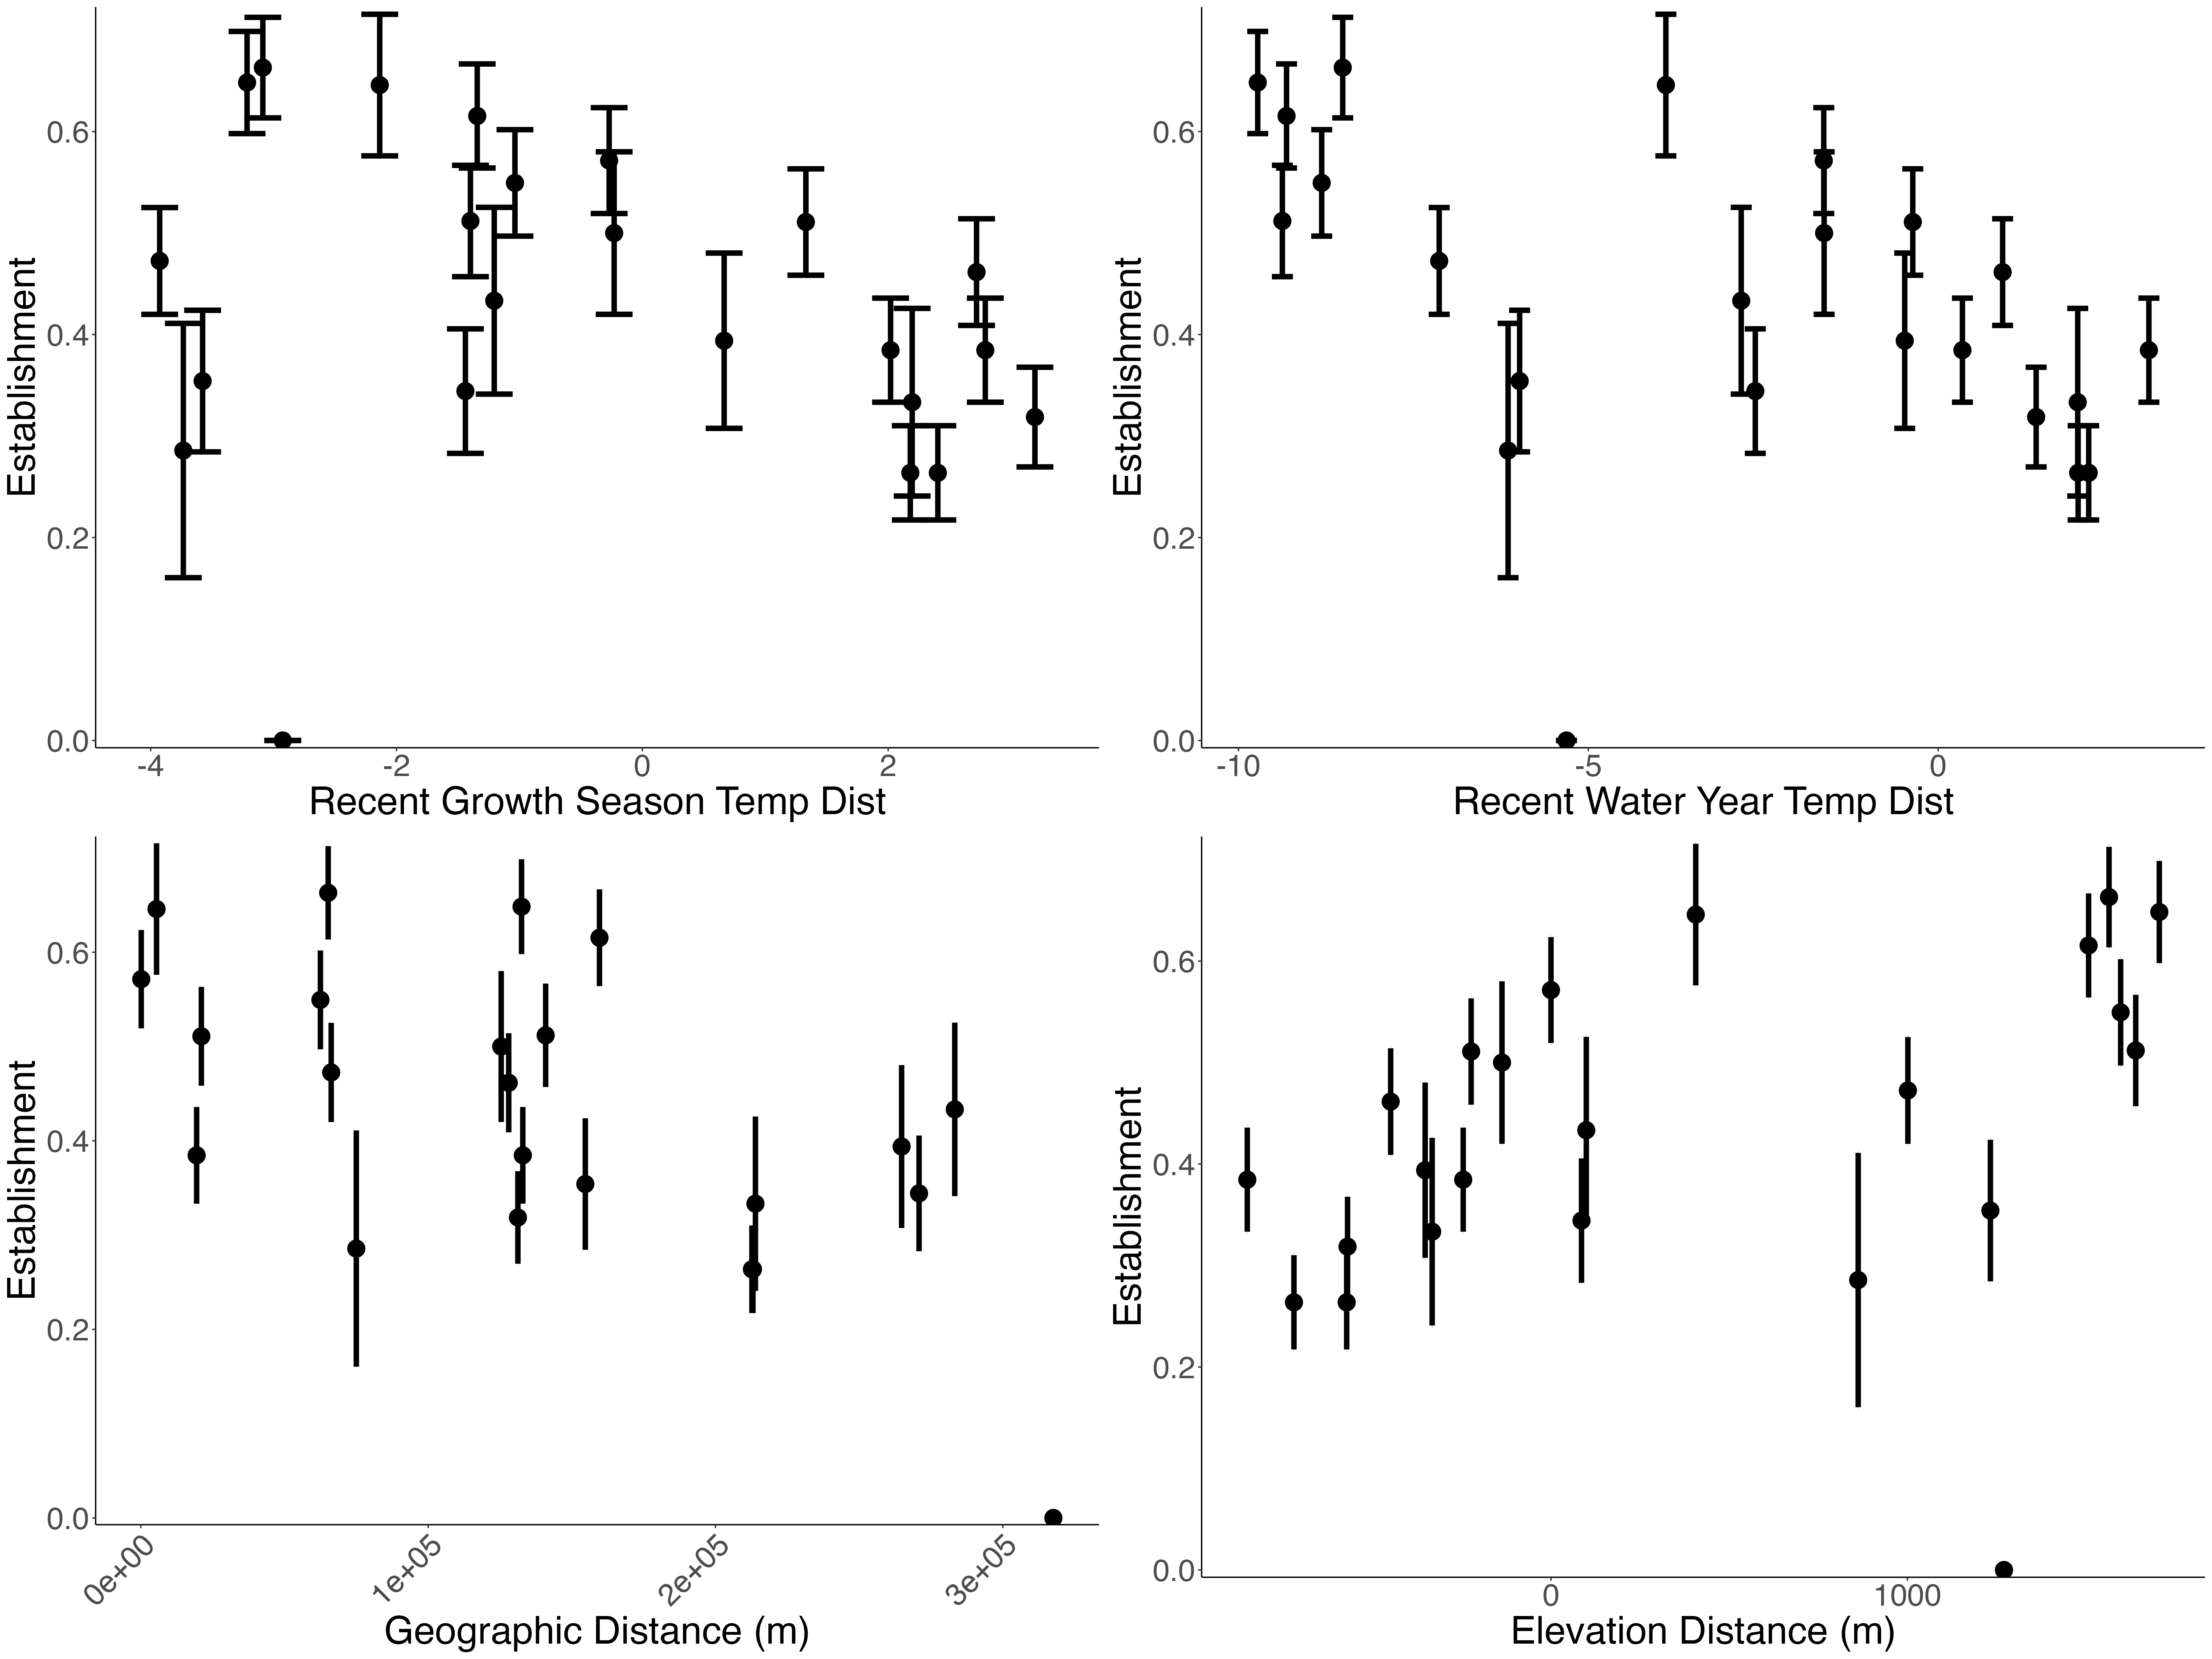 Establishment
0.6
0.4
0.2
0.0
-4 -2 0 2
Recent Growth Season Temp Dist
Establishment
0.6
0.4
0.2
0.0
-10 -5 0
Recent Water Year Temp Dist
Establishment
0.6
0.4
0.2
0.0
0e+00 1e+05 2e+05 3e+05
Geographic Distance (m)
Establishment
0.6
0.4
0.2
0.0
0 1000
Elevation Distance (m)